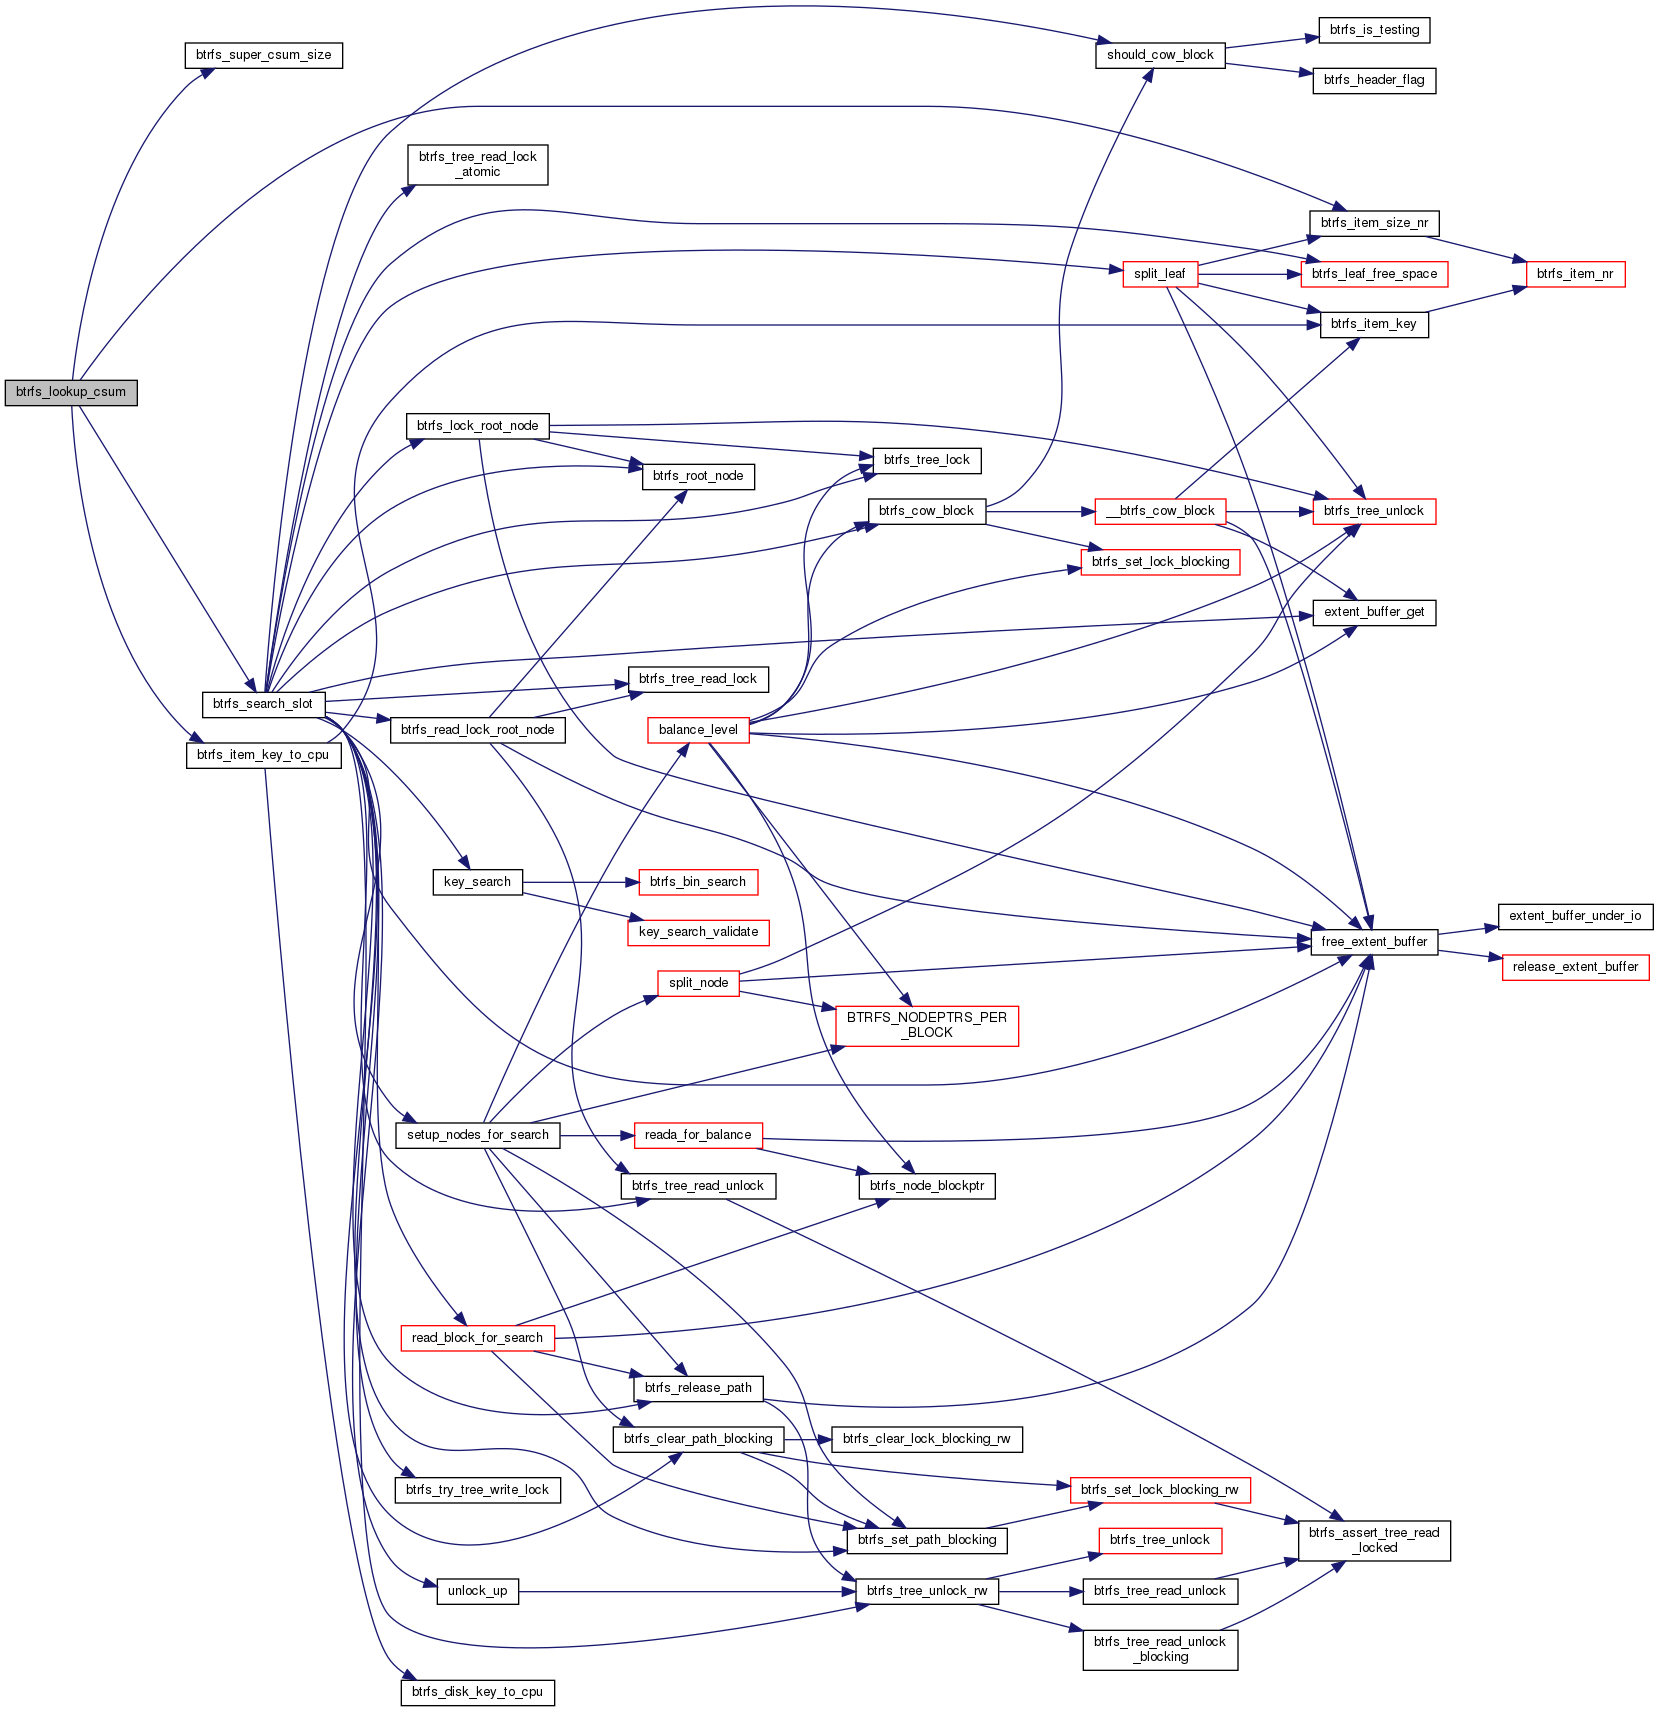 btrfs_is_testing
btrfs_super_csum_size
should_cow_block
btrfs_header_flag
btrfs_tree_read_lock
_atomic
btrfs_item_size_nr
split_leaf
btrfs_leaf_free_space
btrfs_item_nr
btrfs_item_key
btrfs_lookup_csum
btrfs_lock_root_node
btrfs_tree_lock
btrfs_root_node
btrfs_cow_block
__btrfs_cow_block
btrfs_tree_unlock
btrfs_set_lock_blocking
extent_buffer_get
btrfs_tree_read_lock
btrfs_search_slot
btrfs_read_lock_root_node
balance_level
btrfs_item_key_to_cpu
key_search
btrfs_bin_search
extent_buffer_under_io
key_search_validate
free_extent_buffer
release_extent_buffer
split_node
BTRFS_NODEPTRS_PER
_BLOCK
setup_nodes_for_search
reada_for_balance
btrfs_tree_read_unlock
btrfs_node_blockptr
read_block_for_search
btrfs_release_path
btrfs_clear_path_blocking
btrfs_clear_lock_blocking_rw
btrfs_try_tree_write_lock
btrfs_set_lock_blocking_rw
btrfs_set_path_blocking
btrfs_tree_unlock
btrfs_assert_tree_read
_locked
unlock_up
btrfs_tree_unlock_rw
btrfs_tree_read_unlock
btrfs_tree_read_unlock
_blocking
btrfs_disk_key_to_cpu